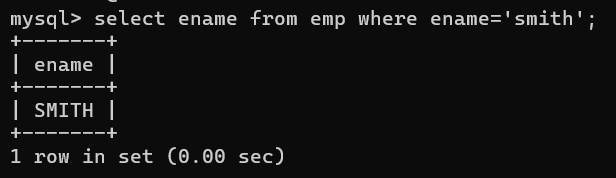 mysql> select ename from emp where ename='smith';
+-------+
| ename |
+-------+
| SMITH |
+-------+
1 row in set (0.00 sec)